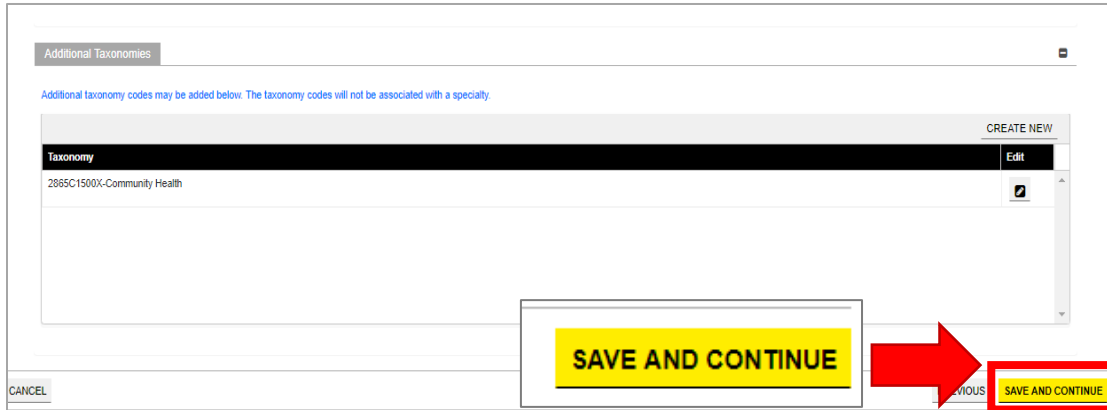 Additional Taxonomies
Additional taxonomy codes may be added below. The taxonomy codes will not be associated with a specialty.
CREATE NEW
Taxonomy Edit
2865C1500X-Community Health
SAVE AND CONTINUE
CANCEL SAVE AND CONTINUE